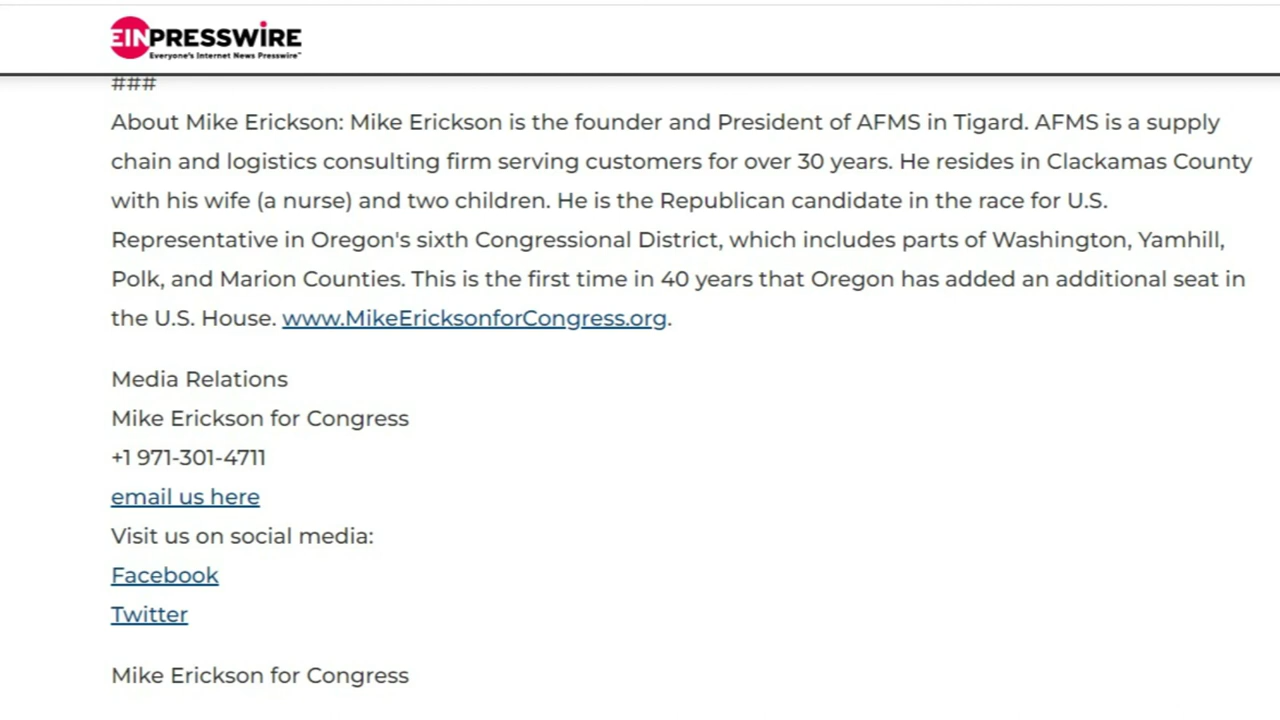 EINPRESSWIRE
Everyone's Internet News Presswire™
###
About Mike Erickson: Mike Erickson is the founder and President of AFMS in Tigard. AFMS is a supply
chain and logistics consulting firm serving customers for over 30 years. He resides in Clackamas County
with his wife (a nurse) and two children. He is the Republican candidate in the race for U.S.
Representative in Oregon's sixth Congressional District, which includes parts of Washington, Yamhill,
Polk, and Marion Counties. This is the first time in 40 years that Oregon has added an additional seat in
the U.S. House. www.MikeEricksonforCongress.org.
Media Relations
Mike Erickson for Congress
+1 971-301-4711
email us here
Visit us on social media:
Facebook
Twitter
Mike Erickson for Congress